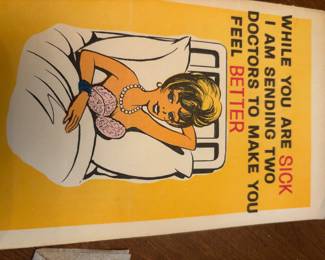 WHILE YOU ARE SICK
I AM SENDING TWO
DOCTORS TO MAKE YOU
FEEL BETTER